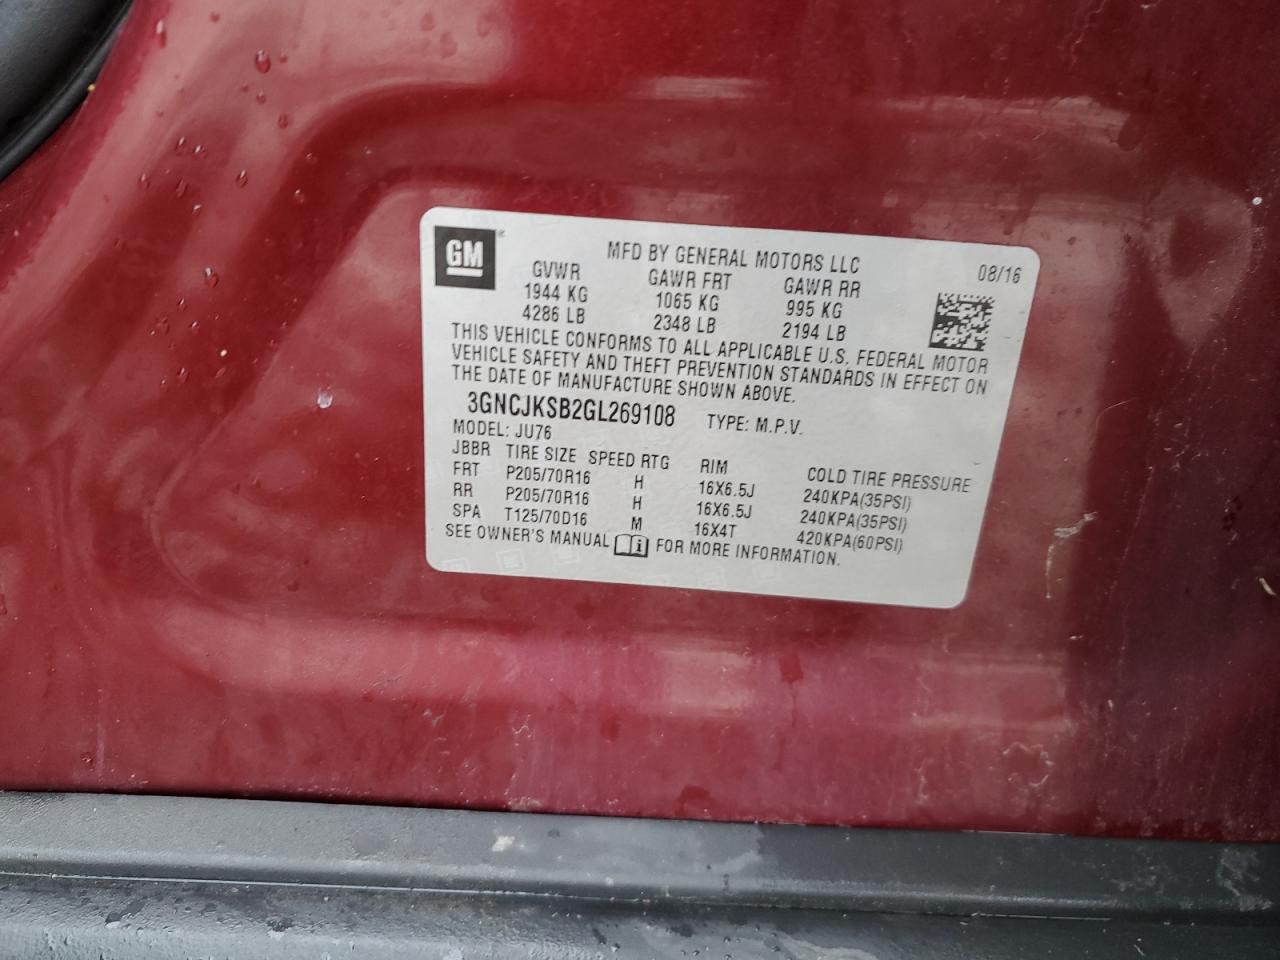 GM
MFD BY GENERAL MOTORS LLC 08/16
GVWR GAWR FRT GAWR RR
1944 KG 1065 KG 995 KG
4286 LB 2348 LB 2194 LB
THIS VEHICLE CONFORMS TO ALL APPLICABLE U.S. FEDERAL MOTOR
VEHICLE SAFETY AND THEFT PREVENTION STANDARDS IN EFFECT ON
THE DATE OF MANUFACTURE SHOWN ABOVE.
3GNCJKSB2GL269108 TYPE: M.P.V.
MODEL: JU76
JBBR TIRE SIZE SPEED RTG RIM COLD TIRE PRESSURE
FRT P205/70R16 H 16X6.5J 240KPA(35PSI)
RR P205/70R16 H 16X6.5J 240KPA(35PSI)
SPA T125/70D16 M 16X4T 420KPA(60PSI)
SEE OWNER'S MANUAL i FOR MORE INFORMATION.